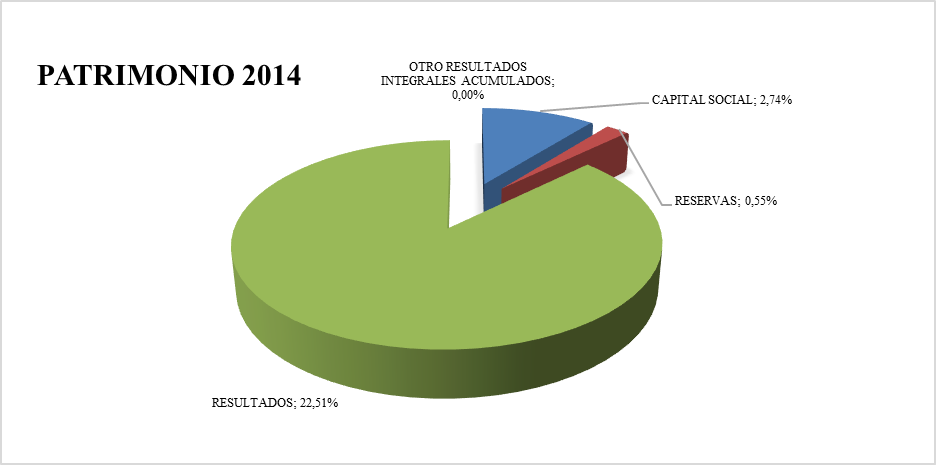 PATRIMONIO 2014
OTRO RESULTADOS
INTEGRALES ACUMULADOS;
0,00%
CAPITAL SOCIAL; 2,74%
RESERVAS; 0,55%
RESULTADOS; 22,51%